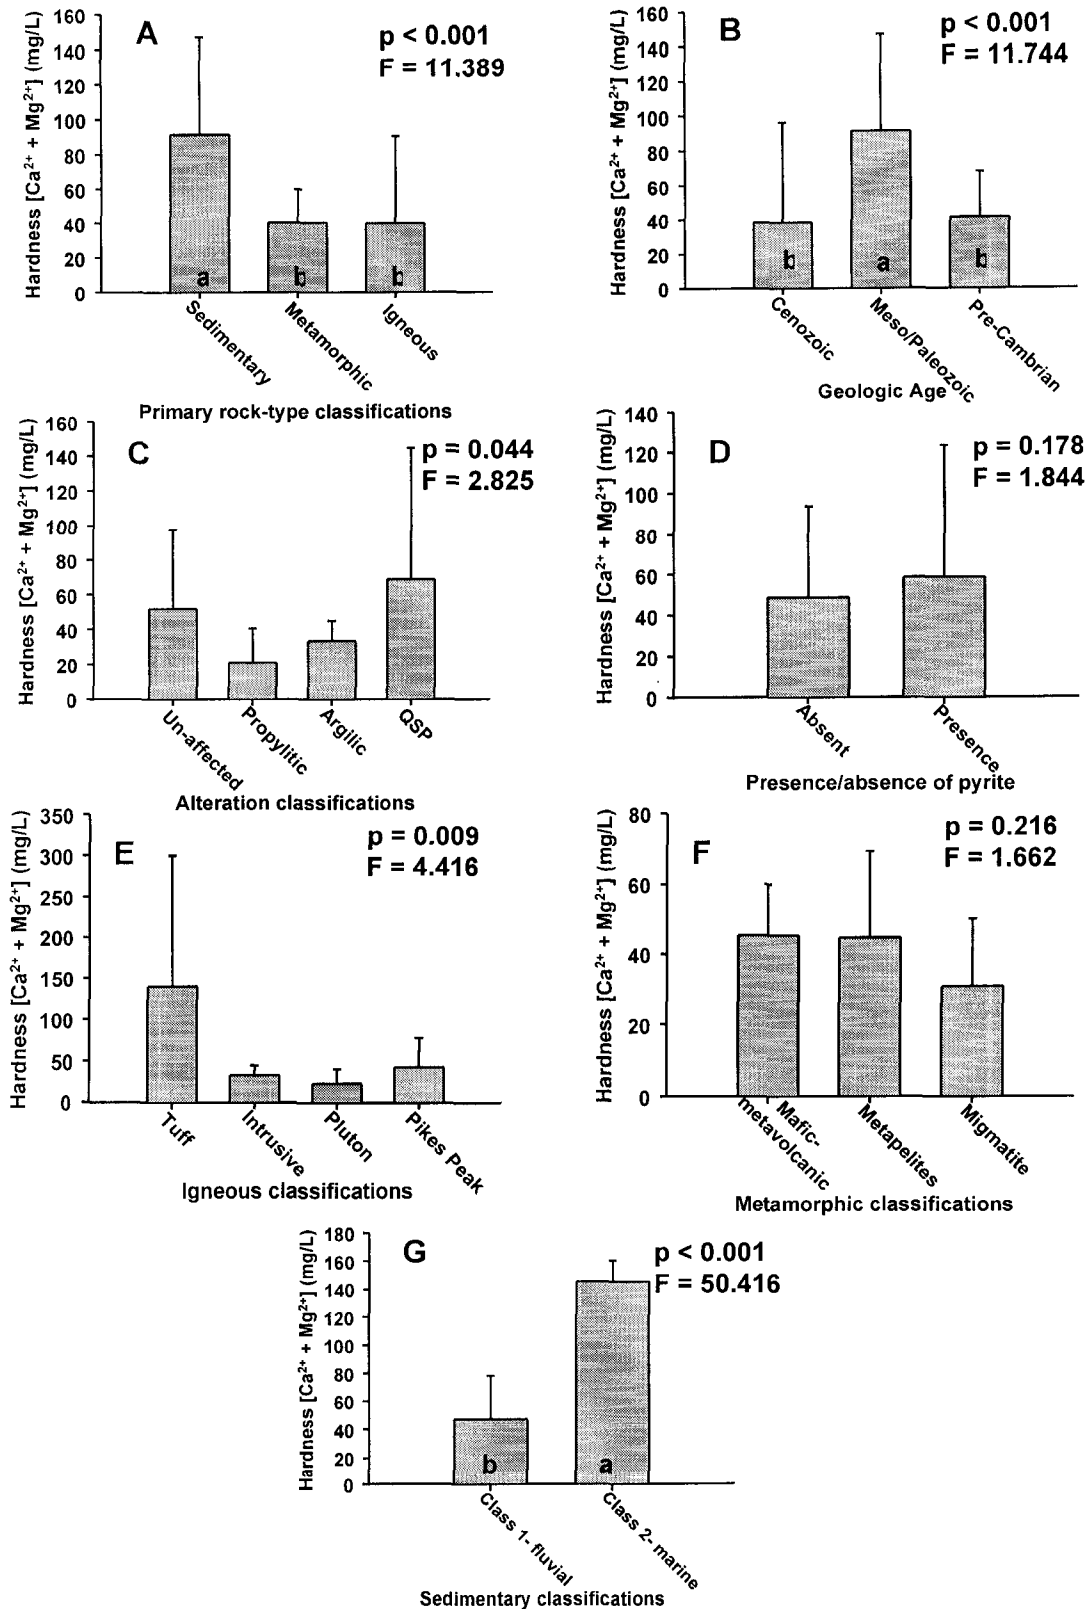 A
p < 0.001
F = 11.389
Hardness [Ca²⁺ + Mg²⁺] (mg/L)
160
140
120
100
80
60
40
20
0
a
b
b
Sedimentary
Metamorphic
Igneous
Primary rock-type classifications
B
p < 0.001
F = 11.744
Hardness [Ca²⁺ + Mg²⁺] (mg/L)
160
140
120
100
80
60
40
20
0
b
a
b
Cenozoic
Meso/Paleozoic
Pre-Cambrian
Geologic Age
C
p = 0.044
F = 2.825
Hardness [Ca²⁺ + Mg²⁺] (mg/L)
160
140
120
100
80
60
40
20
0
Un-affected
Propylitic
Argilic
QSP
Alteration classifications
D
p = 0.178
F = 1.844
Hardness [Ca²⁺ + Mg²⁺] (mg/L)
140
120
100
80
60
40
20
0
Absent
Presence
Presence/absence of pyrite
E
p = 0.009
F = 4.416
Hardness [Ca²⁺ + Mg²⁺] (mg/L)
350
300
250
200
150
100
50
0
Tuff
Intrusive
Pluton
Pikes Peak
Igneous classifications
F
p = 0.216
F = 1.662
Hardness [Ca²⁺ + Mg²⁺] (mg/L)
80
60
40
20
0
Mafic-
metavolcanic
Metapelites
Migmatite
Metamorphic classifications
G
p < 0.001
F = 50.416
Hardness [Ca²⁺ + Mg²⁺] (mg/L)
180
160
140
120
100
80
60
40
20
0
b
a
Class 1- fluvial
Class 2- marine
Sedimentary classifications